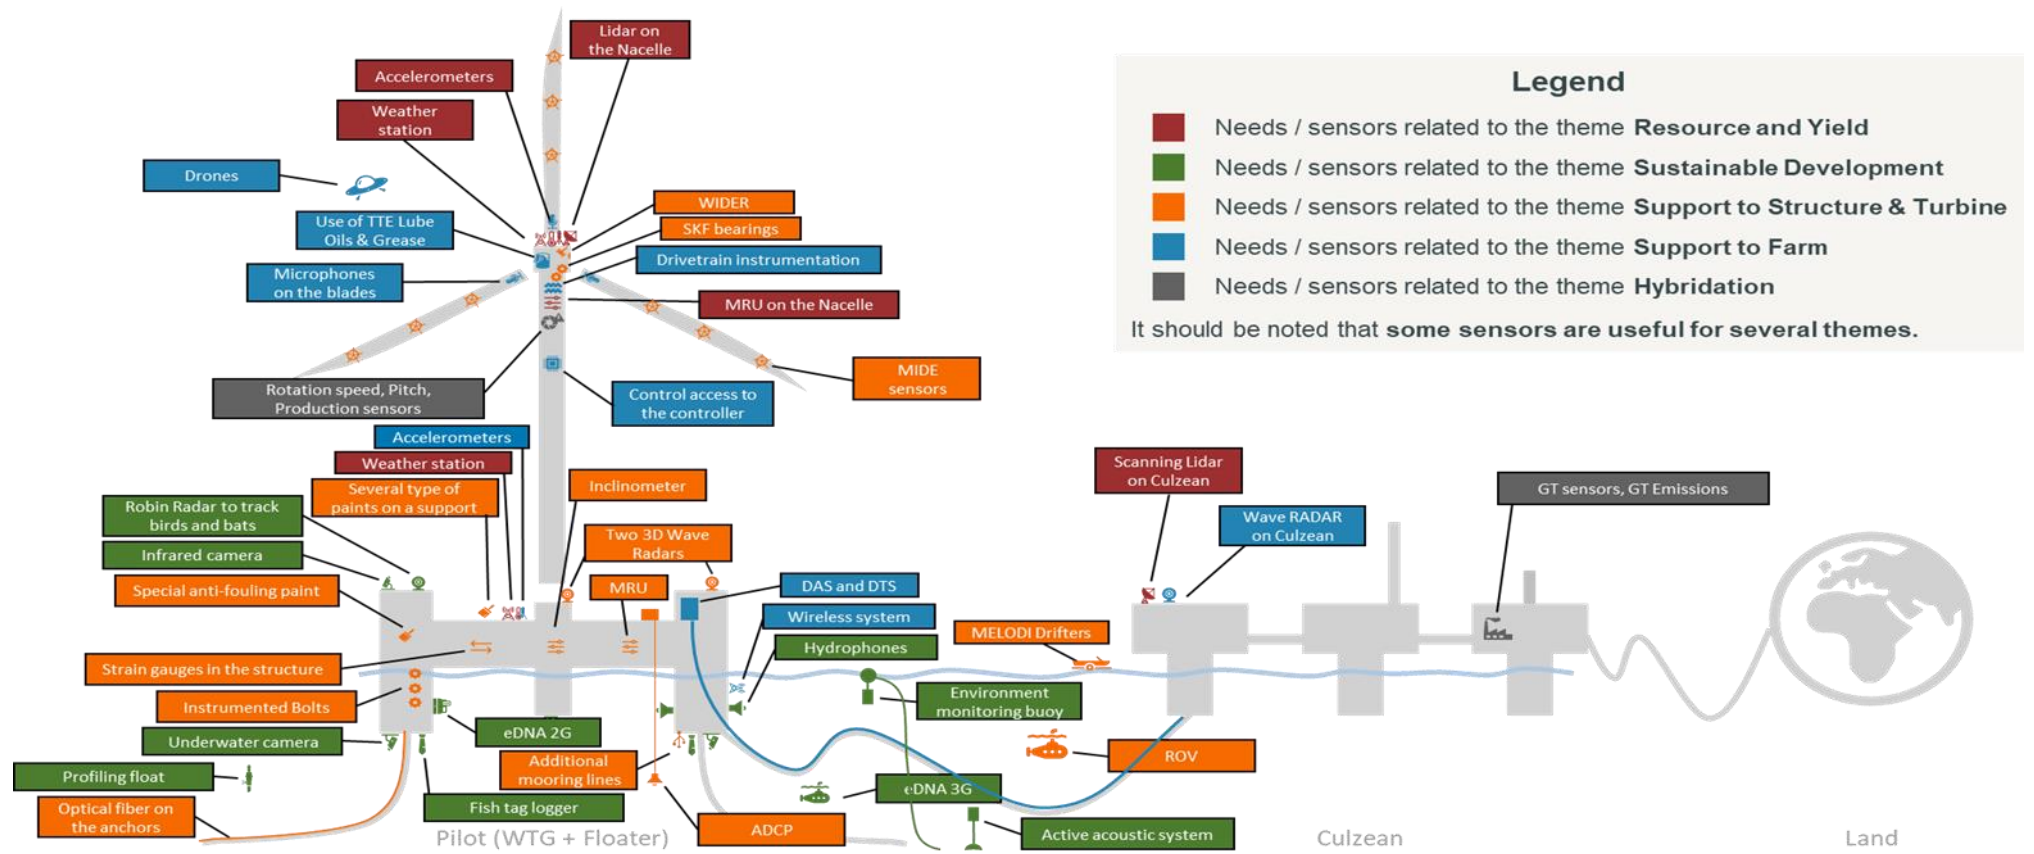 Lidar on
the Nacelle
Accelerometers
Weather
station
Drones
Use of TTE Lube
Oils & Grease
Microphones
on the blades
WIDER
SKF bearings
Drivetrain instrumentation
MRU on the Nacelle
MIDE
sensors
Rotation speed, Pitch,
Production sensors
Control access to
the controller
Legend
Needs / sensors related to the theme Resource and Yield
Needs / sensors related to the theme Sustainable Development
Needs / sensors related to the theme Support to Structure & Turbine
Needs / sensors related to the theme Support to Farm
Needs / sensors related to the theme Hybridation
It should be noted that some sensors are useful for several themes.
Accelerometers
Weather station
Several type of
paints on a support
Inclinometer
Robin Radar to track
birds and bats
Infrared camera
Special anti-fouling paint
Two 3D Wave
Radars
MRU
DAS and DTS
Wireless system
Hydrophones
Strain gauges in the structure
Instrumented Bolts
Underwater camera
Profiling float
Optical fiber on
the anchors
eDNA 2G
Additional
mooring lines
Fish tag logger
ADCP
MELODI Drifters
Environment
monitoring buoy
ROV
eDNA 3G
Active acoustic system
Scanning Lidar
on Culzean
Wave RADAR
on Culzean
GT sensors, GT Emissions
Pilot (WTG + Floater)
Culzean
Land